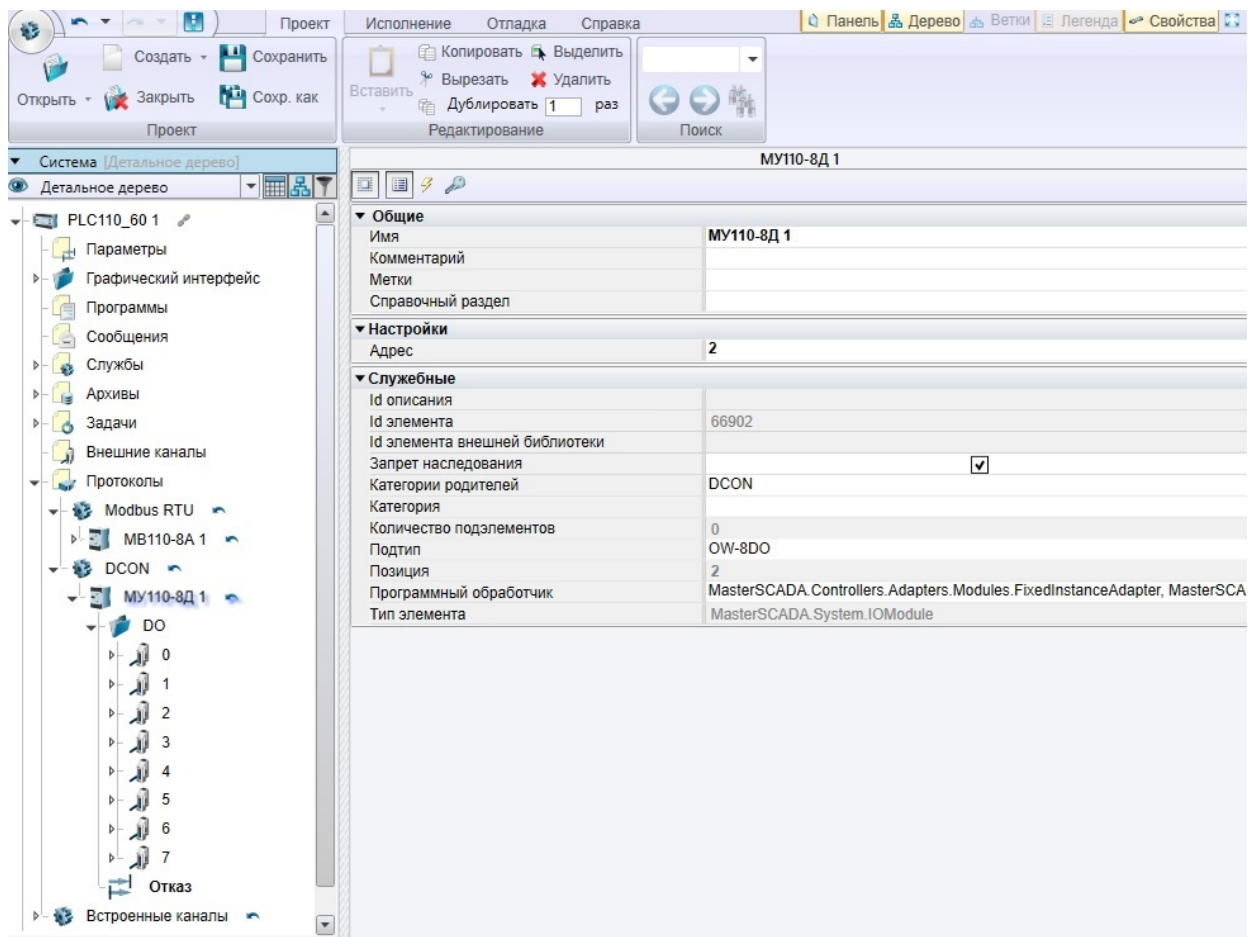 Проект Исполнение Отладка Справка Панель Дерево Ветки Легенда Свойства
Открыть Создать Сохранить
Закрыть Сохр. как
Проект
Вставить Копировать Выделить
Вырезать Удалить
Дублировать 1 раз
Редактирование
Поиск
Система [Детальное дерево]
Детальное дерево
PLC110_60 1
Параметры
Графический интерфейс
Программы
Сообщения
Службы
Архивы
Задачи
Внешние каналы
Протоколы
Modbus RTU
МВ110-8А 1
DCON
МУ110-8Д 1
DO
0
1
2
3
4
5
6
7
Отказ
Встроенные каналы
МУ110-8Д 1
Общие
Имя МУ110-8Д 1
Комментарий
Метки
Справочный раздел
Настройки
Адрес 2
Служебные
Id описания
Id элемента 66902
Id элемента внешней библиотеки
Запрет наследования
Категории родителей DCON
Категория
Количество подэлементов 0
Подтип OW-8DO
Позиция 2
Программный обработчик MasterSCADA.Controllers.Adapters.Modules.FixedInstanceAdapter, MasterSCA
Тип элемента MasterSCADA.System.IOModule